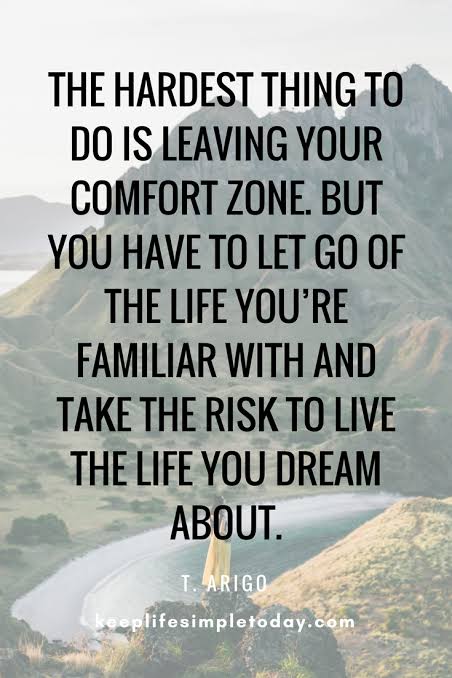 THE HARDEST THING TO
DO IS LEAVING YOUR
COMFORT ZONE. BUT
YOU HAVE TO LET GO OF
THE LIFE YOU'RE
FAMILIAR WITH AND
TAKE THE RISK TO LIVE
THE LIFE YOU DREAM
ABOUT.
T. ARIGO
keeplifesimpletoday.com